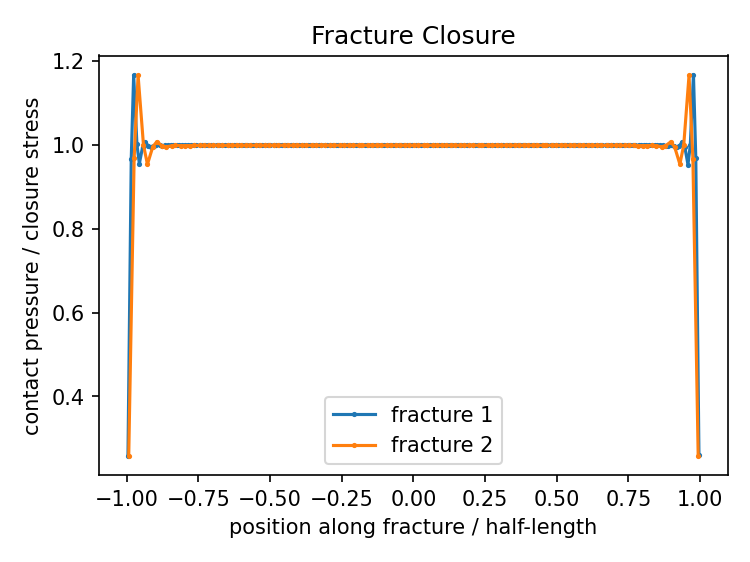 Fracture Closure
contact pressure / closure stress
1.2
1.0
0.8
0.6
0.4
fracture 1
fracture 2
−1.00 −0.75 −0.50 −0.25 0.00 0.25 0.50 0.75 1.00
position along fracture / half-length